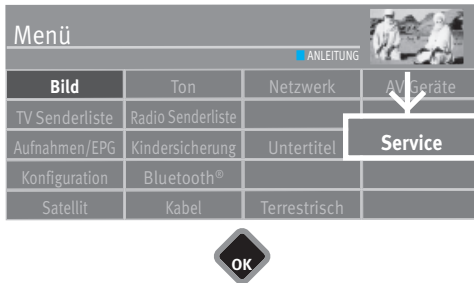 Menü
ANLEITUNG
Bild Ton Netzwerk AV Geräte
TV Senderliste Radio Senderliste
Aufnahmen/EPG Kindersicherung Untertitel Service
Konfiguration Bluetooth®
Satellit Kabel Terrestrisch
OK